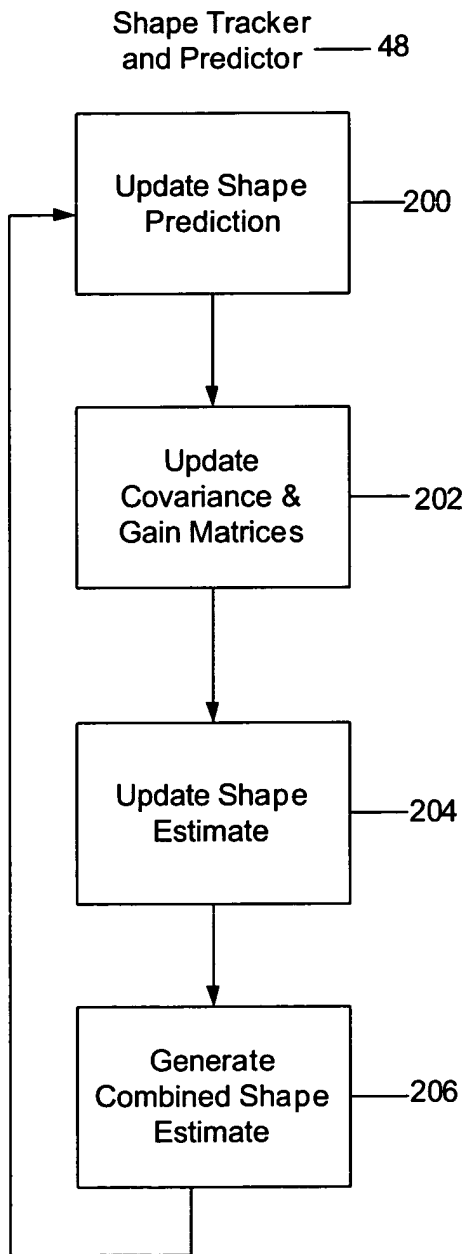 Shape Tracker
and Predictor 48
Update Shape
Prediction
200
Update
Covariance &
Gain Matrices
202
Update Shape
Estimate
204
Generate
Combined Shape
Estimate
206